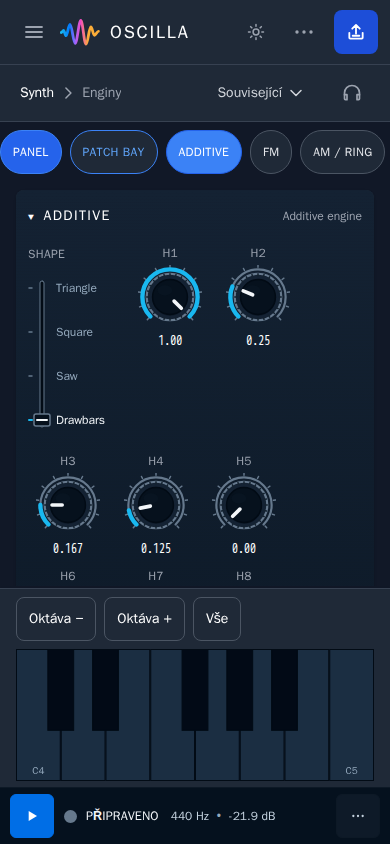 OSCILLA
Synth Enginy Související
PANEL PATCH BAY ADDITIVE FM AM / RING
ADDITIVE Additive engine
SHAPE H1 H2
Triangle
Square
1.00 0.25
Saw
Drawbars
H3 H4 H5
0.167 0.125 0.00
H6 H7 H8
Oktáva − Oktáva + Vše
C4 C5
PŘIPRAVENO 440 Hz • -21.9 dB